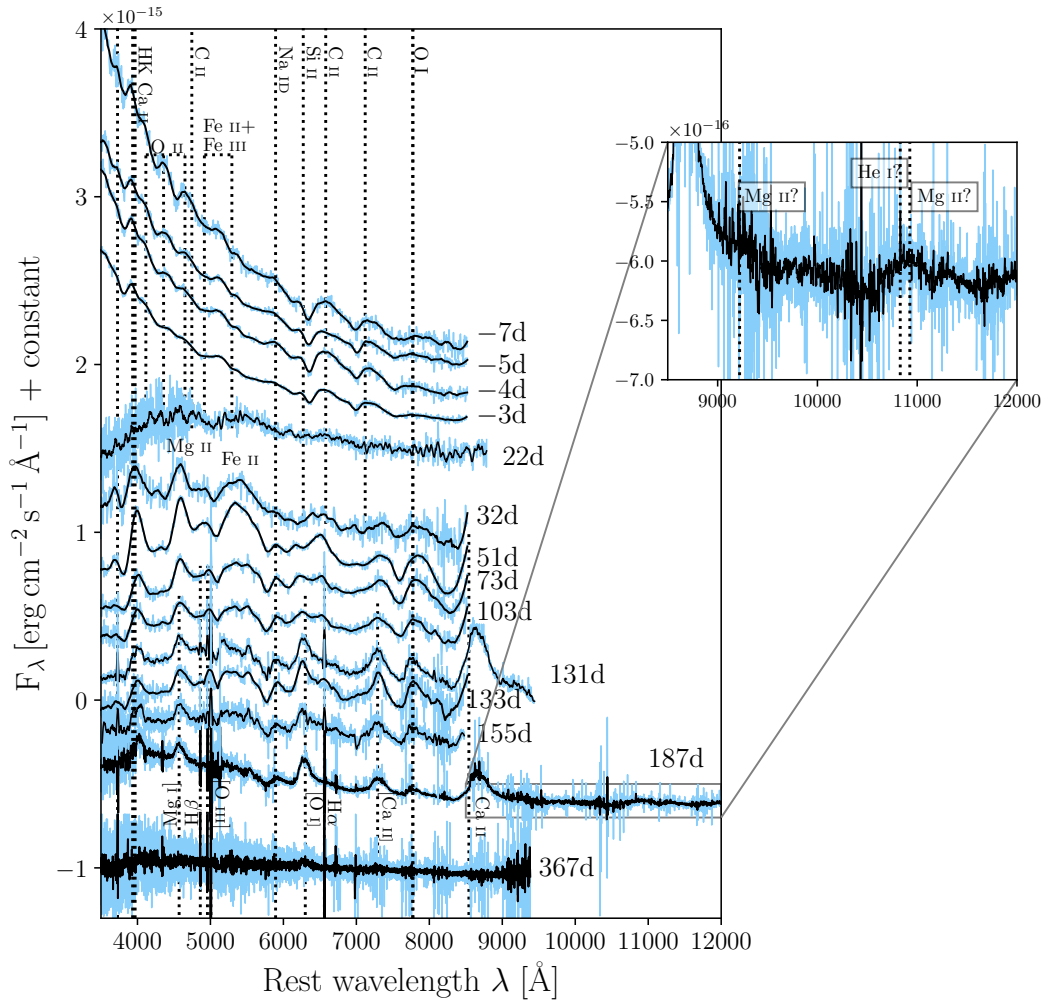 ×10⁻¹⁵
4
3
2
1
0
−1
F_λ [erg cm⁻² s⁻¹ Å⁻¹] + constant
4000 5000 6000 7000 8000 9000 10000 11000 12000
Rest wavelength λ [Å]
HK Ca II
C II
Na ID
Si II
C II
C II
O I
O II
Fe II+
Fe III
−7d
−5d
−4d
−3d
22d
Mg II
Fe II
32d
51d
73d
103d
131d
133d
155d
187d
367d
Mg I]
Hβ
[O III]
[O I]
Hα
[Ca II]
Ca II
×10⁻¹⁶
−5.0
−5.5
−6.0
−6.5
−7.0
Mg II?
He I?
Mg II?
9000 10000 11000 12000